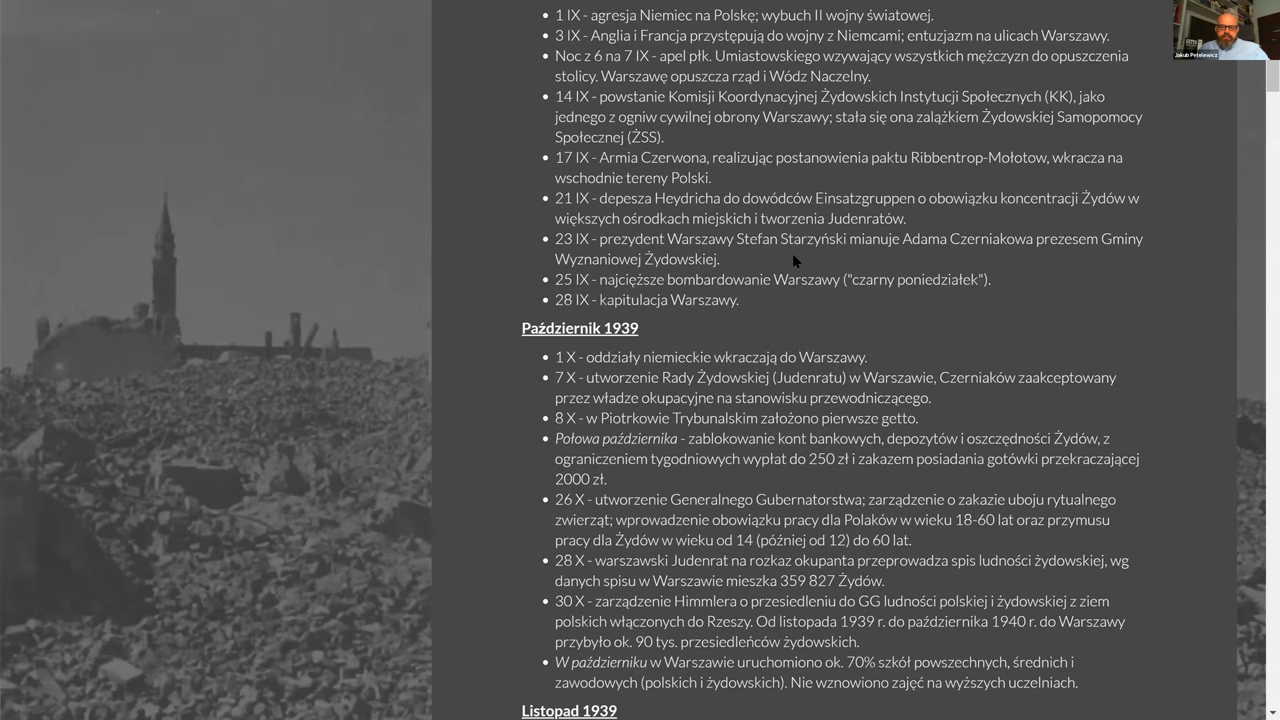 • 1 IX - agresja Niemiec na Polskę; wybuch II wojny światowej.
• 3 IX - Anglia i Francja przystępują do wojny z Niemcami; entuzjazm na ulicach Warszawy.
• Noc z 6 na 7 IX - apel płk. Umiastowskiego wzywający wszystkich mężczyzn do opuszczenia
stolicy. Warszawę opuszcza rząd i Wódz Naczelny.
• 14 IX - powstanie Komisji Koordynacyjnej Żydowskich Instytucji Społecznych (KK), jako
jednego z ogniw cywilnej obrony Warszawy; stała się ona zalążkiem Żydowskiej Samopomocy
Społecznej (ŻSS).
• 17 IX - Armia Czerwona, realizując postanowienia paktu Ribbentrop-Mołotow, wkracza na
wschodnie tereny Polski.
• 21 IX - depesza Heydricha do dowódców Einsatzgruppen o obowiązku koncentracji Żydów w
większych ośrodkach miejskich i tworzenia Judenratów.
• 23 IX - prezydent Warszawy Stefan Starzyński mianuje Adama Czerniakowa prezesem Gminy
Wyznaniowej Żydowskiej.
• 25 IX - najcięższe bombardowanie Warszawy ("czarny poniedziałek").
• 28 IX - kapitulacja Warszawy.
Październik 1939
• 1 X - oddziały niemieckie wkraczają do Warszawy.
• 7 X - utworzenie Rady Żydowskiej (Judenratu) w Warszawie, Czerniaków zaakceptowany
przez władze okupacyjne na stanowisku przewodniczącego.
• 8 X - w Piotrkowie Trybunalskim założono pierwsze getto.
• Połowa października - zablokowanie kont bankowych, depozytów i oszczędności Żydów, z
ograniczeniem tygodniowych wypłat do 250 zł i zakazem posiadania gotówki przekraczającej
2000 zł.
• 26 X - utworzenie Generalnego Gubernatorstwa; zarządzenie o zakazie uboju rytualnego
zwierząt; wprowadzenie obowiązku pracy dla Polaków w wieku 18-60 lat oraz przymusu
pracy dla Żydów w wieku od 14 (później od 12) do 60 lat.
• 28 X - warszawski Judenrat na rozkaz okupanta przeprowadza spis ludności żydowskiej, wg
danych spisu w Warszawie mieszka 359 827 Żydów.
• 30 X - zarządzenie Himmlera o przesiedleniu do GG ludności polskiej i żydowskiej z ziem
polskich włączonych do Rzeszy. Od listopada 1939 r. do października 1940 r. do Warszawy
przybyło ok. 90 tys. przesiedleńców żydowskich.
• W październiku w Warszawie uruchomiono ok. 70% szkół powszechnych, średnich i
zawodowych (polskich i żydowskich). Nie wznowiono zajęć na wyższych uczelniach.
Listopad 1939
Jakub Petelewicz